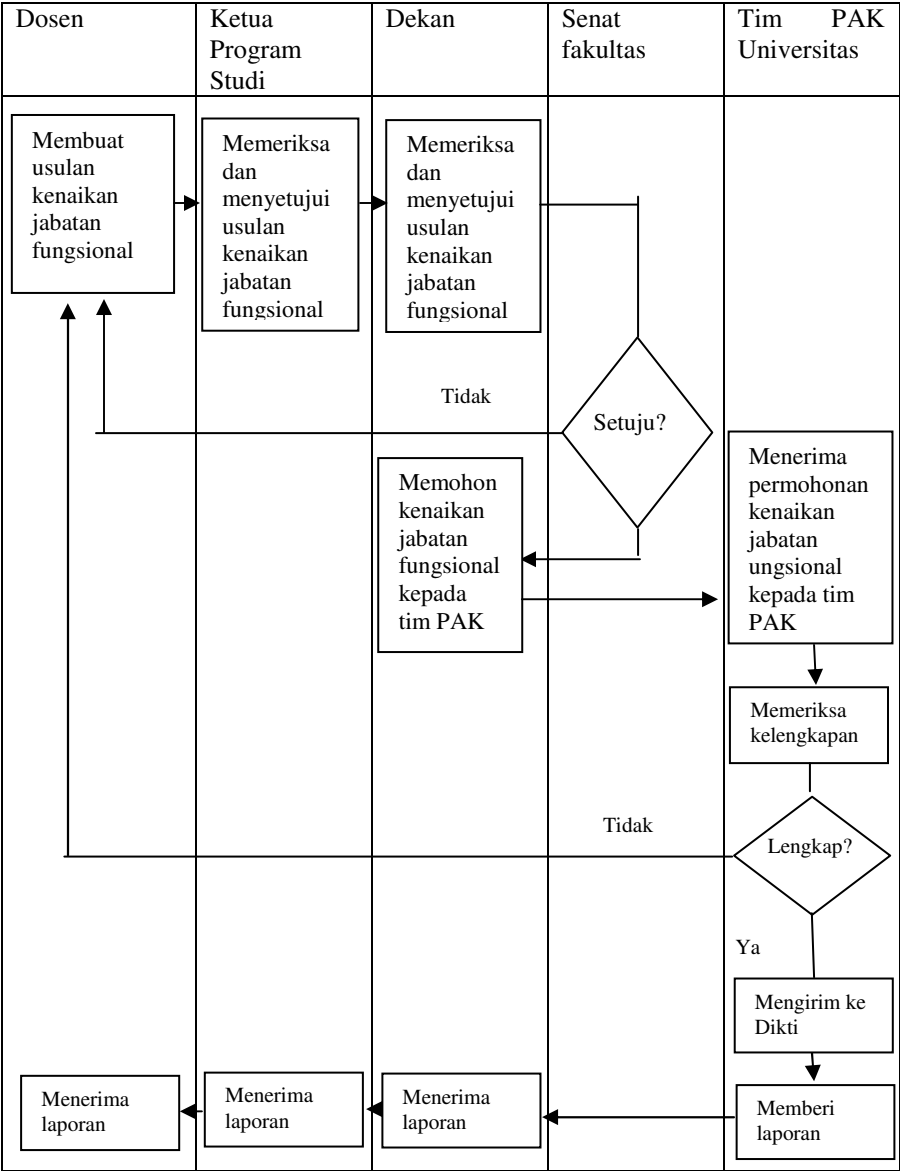 Dosen
Ketua
Program
Studi
Dekan
Senat
fakultas
Tim PAK
Universitas
Membuat
usulan
kenaikan
jabatan
fungsional
Memeriksa
dan
menyetujui
usulan
kenaikan
jabatan
fungsional
Memeriksa
dan
menyetujui
usulan
kenaikan
jabatan
fungsional
Tidak
Setuju?
Memohon
kenaikan
jabatan
fungsional
kepada
tim PAK
Menerima
permohonan
kenaikan
jabatan
ungsional
kepada tim
PAK
Memeriksa
kelengkapan
Tidak
Lengkap?
Ya
Mengirim ke
Dikti
Menerima
laporan
Menerima
laporan
Menerima
laporan
Memberi
laporan